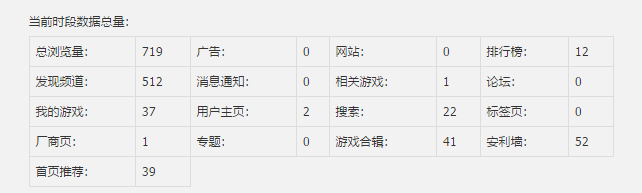 当前时段数据总量:
总浏览量: 719 广告: 0 网站: 0 排行榜: 12
发现频道: 512 消息通知: 0 相关游戏: 1 论坛: 0
我的游戏: 37 用户主页: 2 搜索: 22 标签页: 0
厂商页: 1 专题: 0 游戏合辑: 41 安利墙: 52
首页推荐: 39